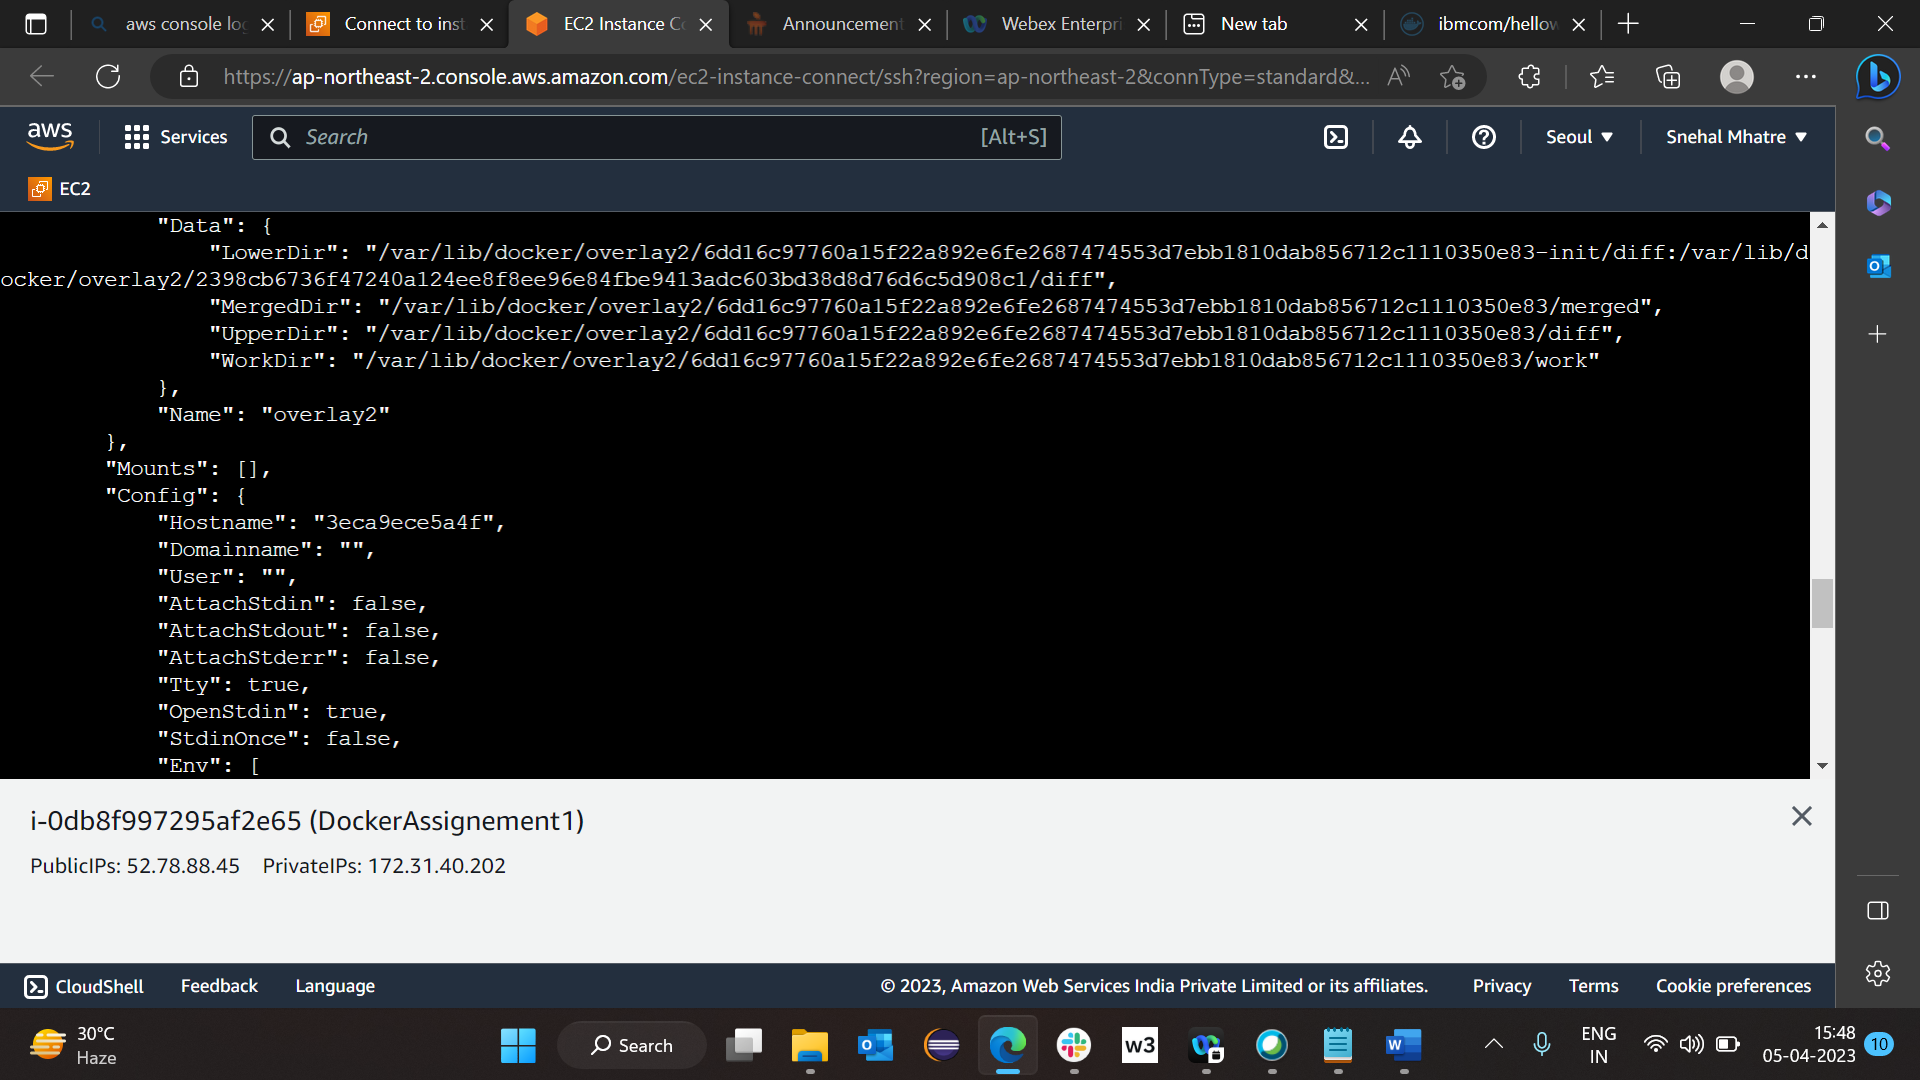 aws console log
Connect to inst
EC2 Instance Co
Announcement
Webex Enterpri
New tab
ibmcom/hellow
https://ap-northeast-2.console.aws.amazon.com/ec2-instance-connect/ssh?region=ap-northeast-2&connType=standard&...
aws
Services
Search
[Alt+S]
Seoul
Snehal Mhatre
EC2
"Data": {
"LowerDir": "/var/lib/docker/overlay2/6dd16c97760a15f22a892e6fe2687474553d7ebb1810dab856712c1110350e83-init/diff:/var/lib/d
ocker/overlay2/2398cb6736f47240a124ee8f8ee96e84fbe9413adc603bd38d8d76d6c5d908c1/diff",
"MergedDir": "/var/lib/docker/overlay2/6dd16c97760a15f22a892e6fe2687474553d7ebb1810dab856712c1110350e83/merged",
"UpperDir": "/var/lib/docker/overlay2/6dd16c97760a15f22a892e6fe2687474553d7ebb1810dab856712c1110350e83/diff",
"WorkDir": "/var/lib/docker/overlay2/6dd16c97760a15f22a892e6fe2687474553d7ebb1810dab856712c1110350e83/work"
},
"Name": "overlay2"
},
"Mounts": [],
"Config": {
"Hostname": "3eca9ece5a4f",
"Domainname": "",
"User": "",
"AttachStdin": false,
"AttachStdout": false,
"AttachStderr": false,
"Tty": true,
"OpenStdin": true,
"StdinOnce": false,
"Env": [
i-0db8f997295af2e65 (DockerAssignement1)
PublicIPs: 52.78.88.45 PrivateIPs: 172.31.40.202
CloudShell
Feedback
Language
© 2023, Amazon Web Services India Private Limited or its affiliates.
Privacy
Terms
Cookie preferences
30°C
Haze
Search
w3
ENG
IN
15:48
05-04-2023
10